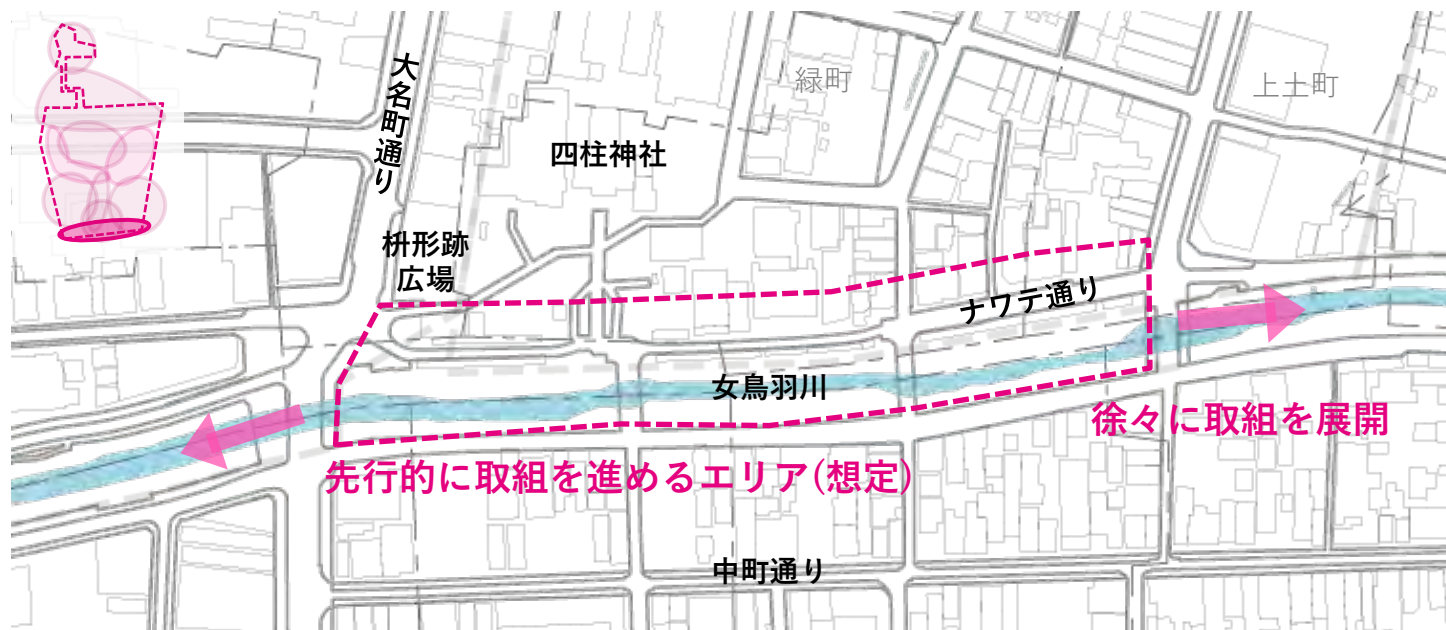 大名町通り
緑町
上土町
四柱神社
枡形跡
広場
ナワテ通り
女鳥羽川
徐々に取組を展開
先行的に取組を進めるエリア(想定)
中町通り